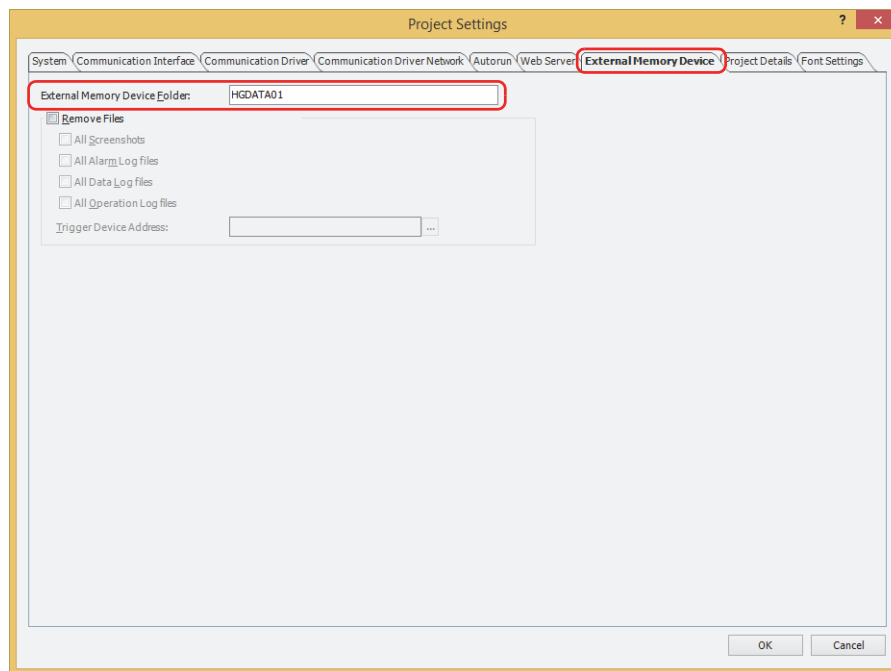 Project Settings
?
System Communication Interface Communication Driver Communication Driver Network Autorun Web Server External Memory Device Project Details Font Settings
External Memory Device Folder: HGDATA01
Remove Files
All Screenshots
All Alarm Log files
All Data Log files
All Operation Log files
Trigger Device Address: ...
OK Cancel